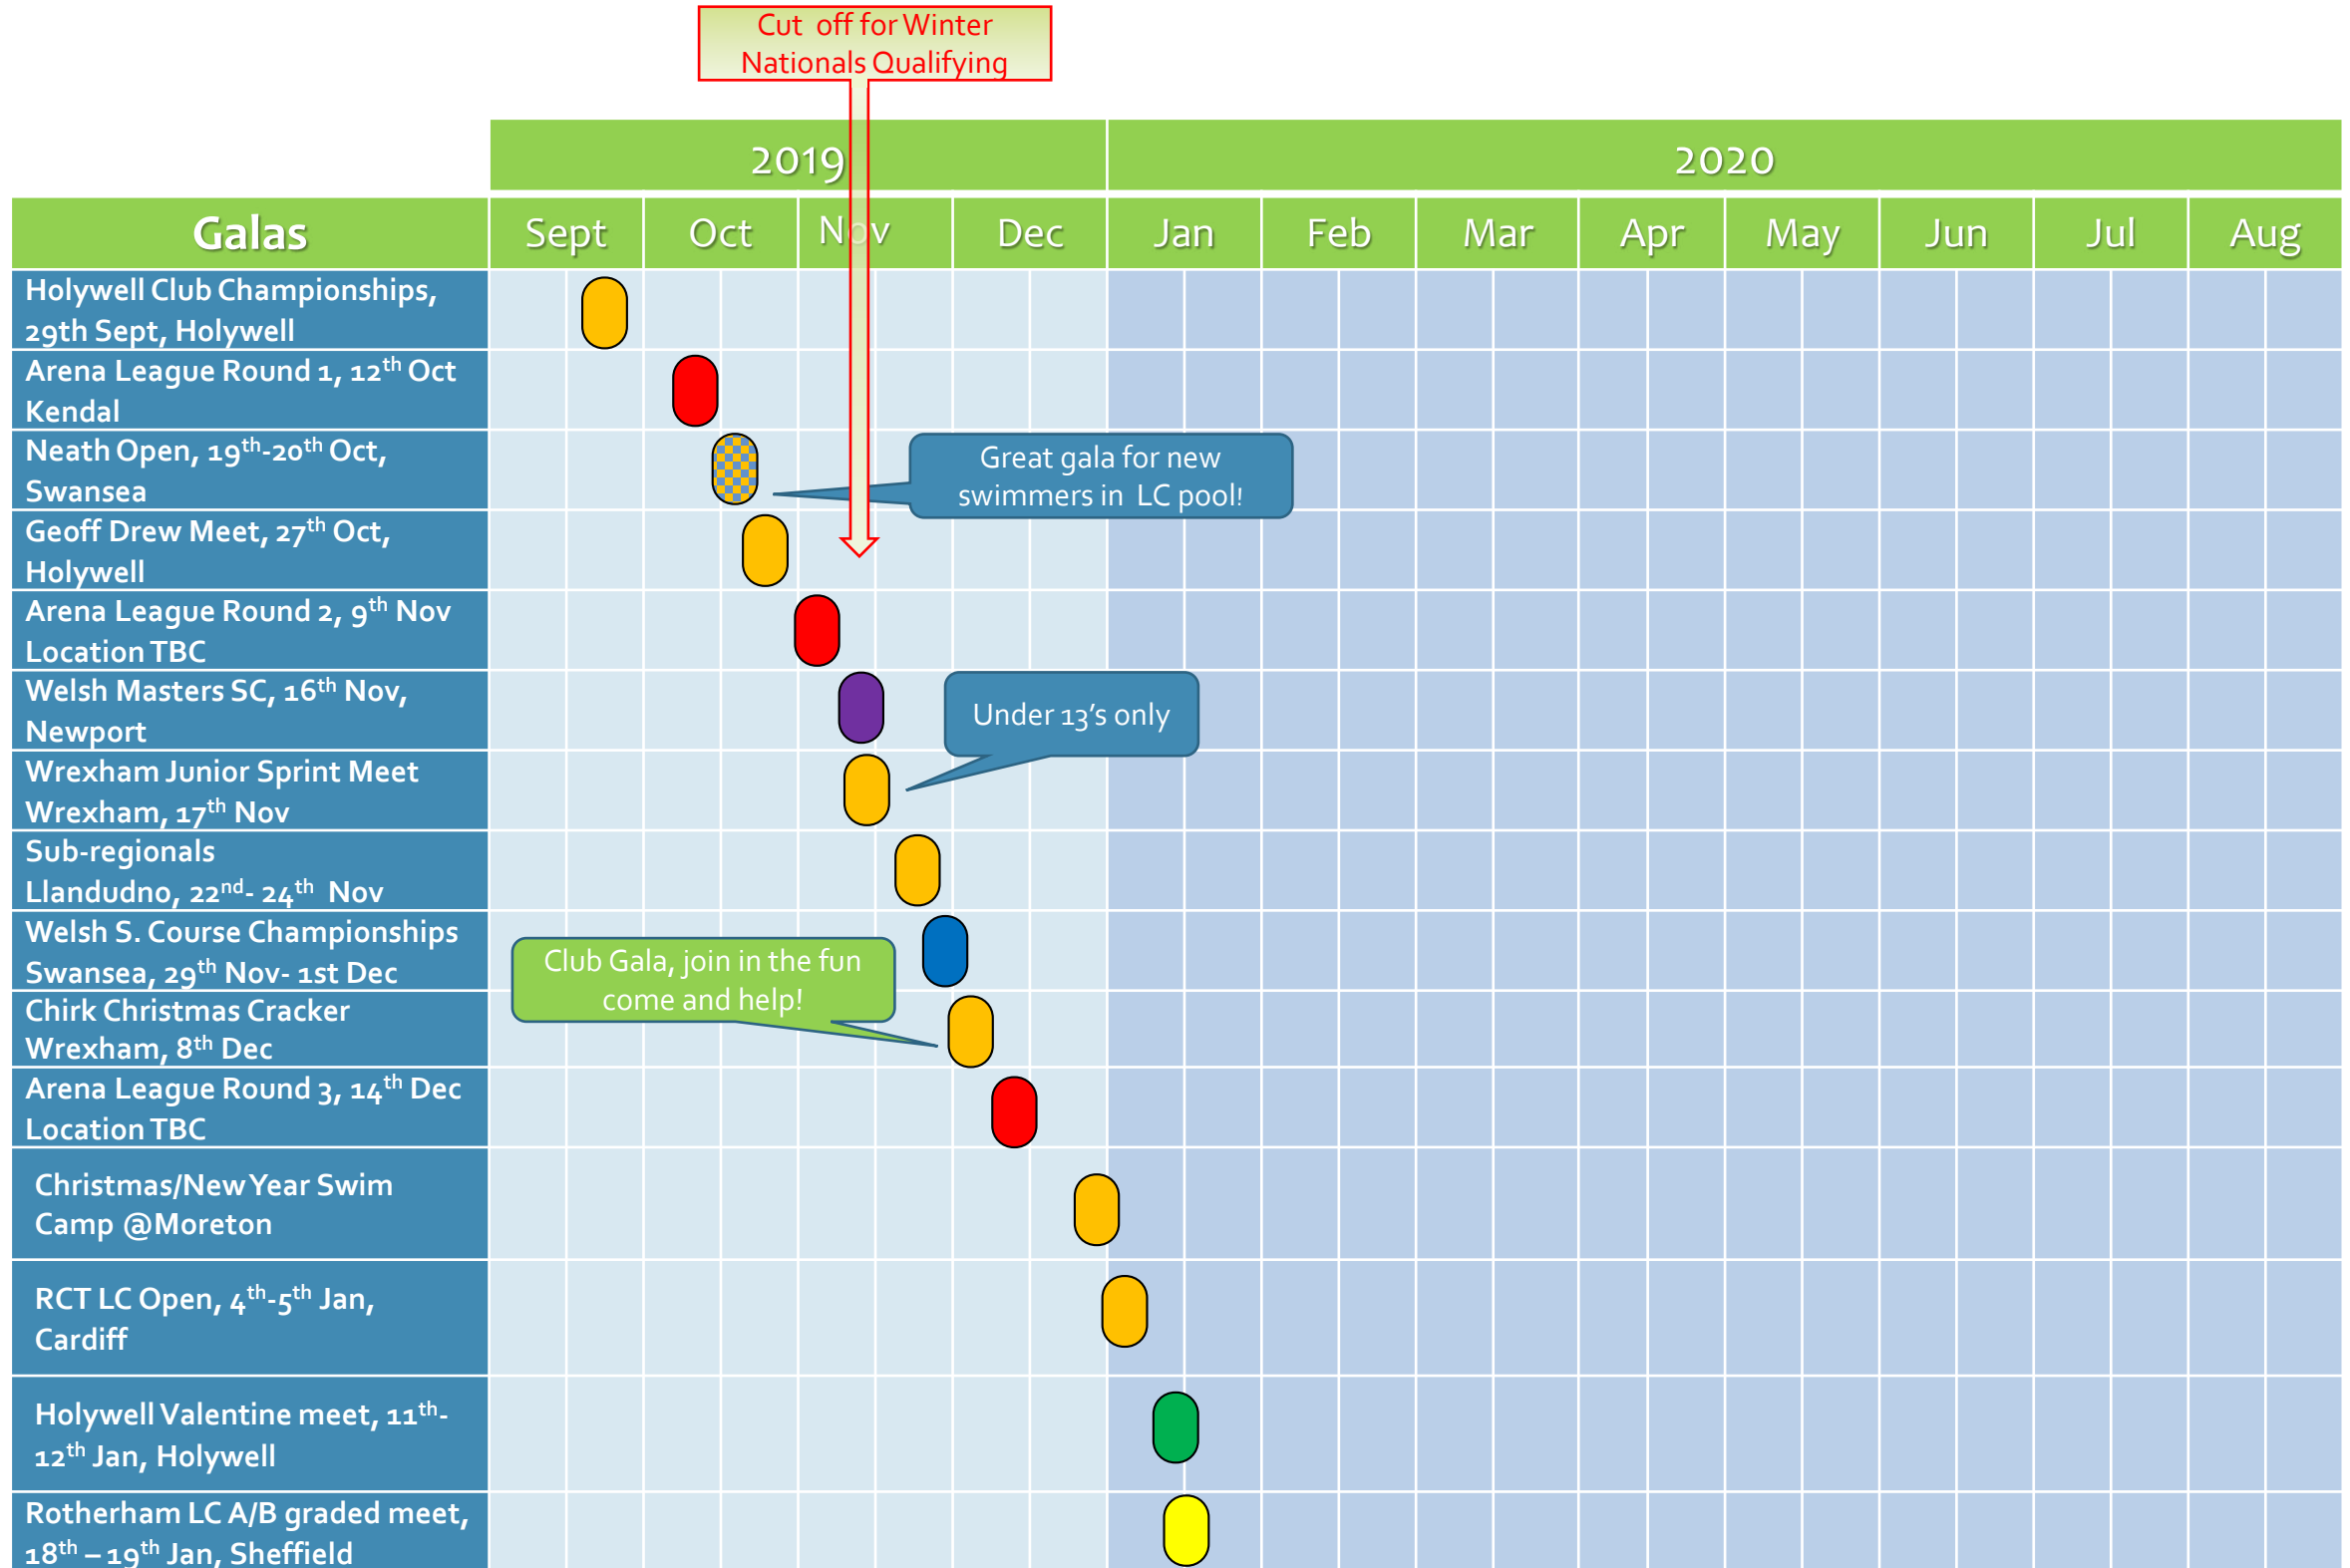 Cut off for Winter
Nationals Qualifying
2019
2020
Galas
Sept
Oct
Nov
Dec
Jan
Feb
Mar
Apr
May
Jun
Jul
Aug
Holywell Club Championships,
29th Sept, Holywell
Arena League Round 1, 12th Oct
Kendal
Neath Open, 19th-20th Oct,
Swansea
Great gala for new
swimmers in LC pool!
Geoff Drew Meet, 27th Oct,
Holywell
Arena League Round 2, 9th Nov
Location TBC
Welsh Masters SC, 16th Nov,
Newport
Under 13's only
Wrexham Junior Sprint Meet
Wrexham, 17th Nov
Sub-regionals
Llandudno, 22nd- 24th Nov
Welsh S. Course Championships
Swansea, 29th Nov- 1st Dec
Club Gala, join in the fun
come and help!
Chirk Christmas Cracker
Wrexham, 8th Dec
Arena League Round 3, 14th Dec
Location TBC
Christmas/New Year Swim
Camp @Moreton
RCT LC Open, 4th-5th Jan,
Cardiff
Holywell Valentine meet, 11th-
12th Jan, Holywell
Rotherham LC A/B graded meet,
18th – 19th Jan, Sheffield